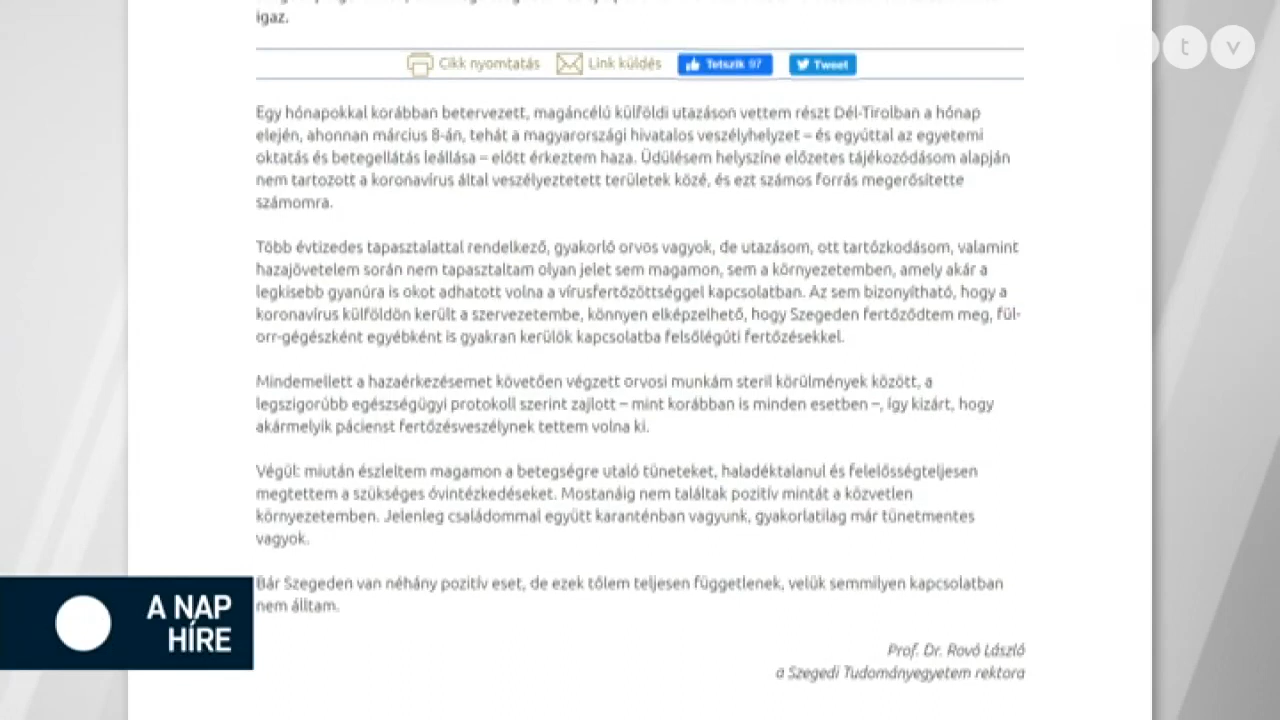 igaz.
Cikk nyomtatás Link küldés Tetszik 97 Tweet
t v
Egy hónapokkal korábban betervezett, magáncélú külföldi utazáson vettem részt Dél-Tirolban a hónap
elején, ahonnan március 8-án, tehát a magyarországi hivatalos veszélyhelyzet – és egyúttal az egyetemi
oktatás és betegellátás leállása – előtt érkeztem haza. Üdülésem helyszíne előzetes tájékozódásom alapján
nem tartozott a koronavírus által veszélyeztetett területek közé, és ezt számos forrás megerősítette
számomra.
Több évtizedes tapasztalattal rendelkező, gyakorló orvos vagyok, de utazásom, ott tartózkodásom, valamint
hazajövetelem során nem tapasztaltam olyan jelet sem magamon, sem a környezetemben, amely akár a
legkisebb gyanúra is okot adhatott volna a vírusfertőzöttséggel kapcsolatban. Az sem bizonyítható, hogy a
koronavírus külföldön került a szervezetembe, könnyen elképzelhető, hogy Szegeden fertőződtem meg, fül-
orr-gégészként egyébként is gyakran kerülök kapcsolatba felsőlégúti fertőzésekkel.
Mindemellett a hazaérkezésemet követően végzett orvosi munkám steril körülmények között, a
legszigorúbb egészségügyi protokoll szerint zajlott – mint korábban is minden esetben –, így kizárt, hogy
akármelyik pácienst fertőzésveszélynek tettem volna ki.
Végül: miután észleltem magamon a betegségre utaló tüneteket, haladéktalanul és felelősségteljesen
megtettem a szükséges óvintézkedéseket. Mostanáig nem találtak pozitív mintát a közvetlen
környezetemben. Jelenleg családommal együtt karanténban vagyunk, gyakorlatilag már tünetmentes
vagyok.
Bár Szegeden van néhány pozitív eset, de ezek tőlem teljesen függetlenek, velük semmilyen kapcsolatban
nem álltam.
Prof. Dr. Rovó László
a Szegedi Tudományegyetem rektora
A NAP
HÍRE